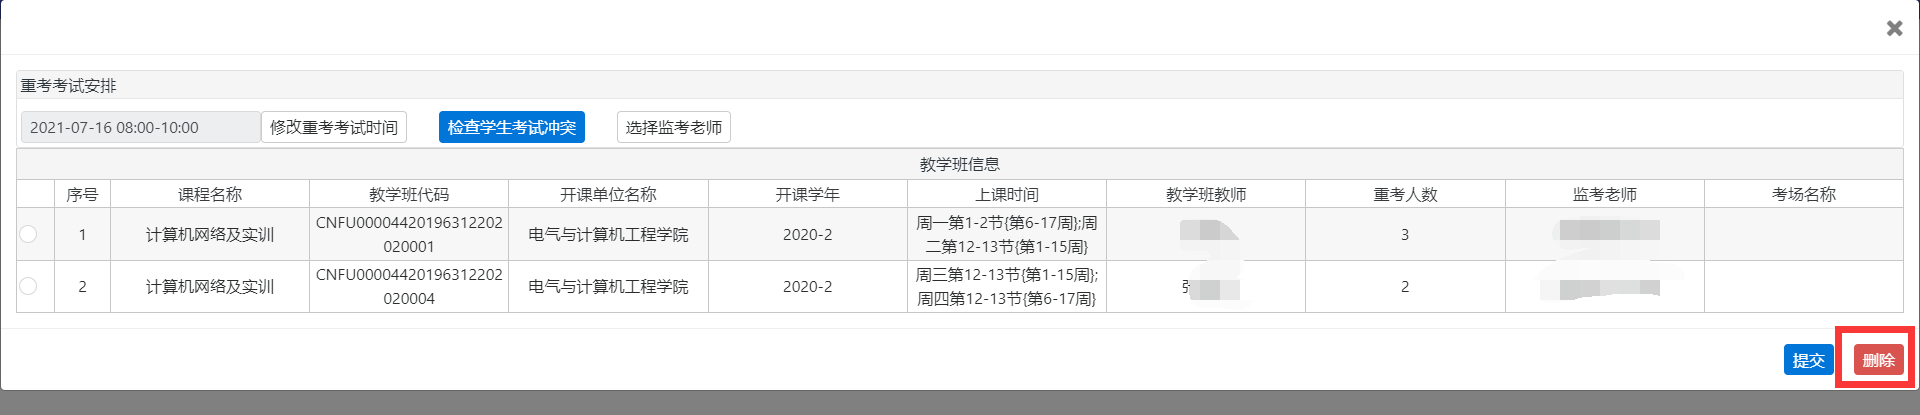 重考考试安排
2021-07-16 08:00-10:00 修改重考考试时间 检查学生考试冲突 选择监考老师
教学班信息
序号 课程名称 教学班代码 开课单位名称 开课学年 上课时间 教学班教师 重考人数 监考老师 考场名称
1 计算机网络及实训 CNFU00004420196312202 电气与计算机工程学院 2020-2 周一第1-2节{第6-17周};周 3
020001 二第12-13节{第1-15周}
2 计算机网络及实训 CNFU00004420196312202 电气与计算机工程学院 2020-2 周三第12-13节{第1-15周}; 2
020004 周四第12-13节{第6-17周}
提交 删除